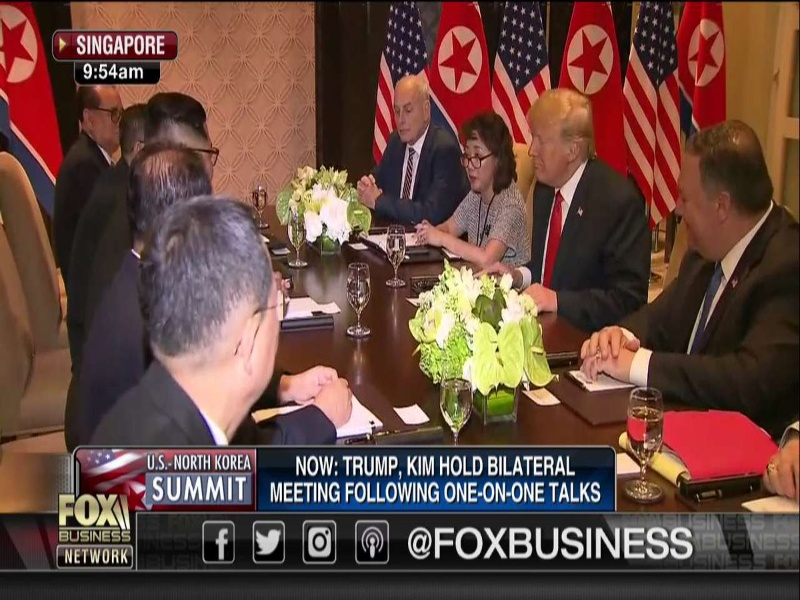 SINGAPORE
9:54am
U.S.-NORTH KOREA
SUMMIT
NOW: TRUMP, KIM HOLD BILATERAL
MEETING FOLLOWING ONE-ON-ONE TALKS
FOX
BUSINESS
NETWORK
@FOXBUSINESS